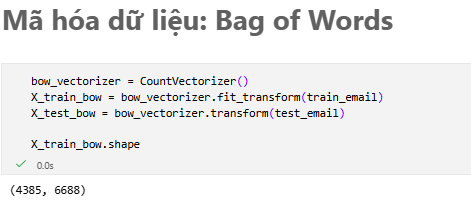 Mã hóa dữ liệu: Bag of Words
bow_vectorizer = CountVectorizer()
X_train_bow = bow_vectorizer.fit_transform(train_email)
X_test_bow = bow_vectorizer.transform(test_email)
X_train_bow.shape
0.0s
(4385, 6688)